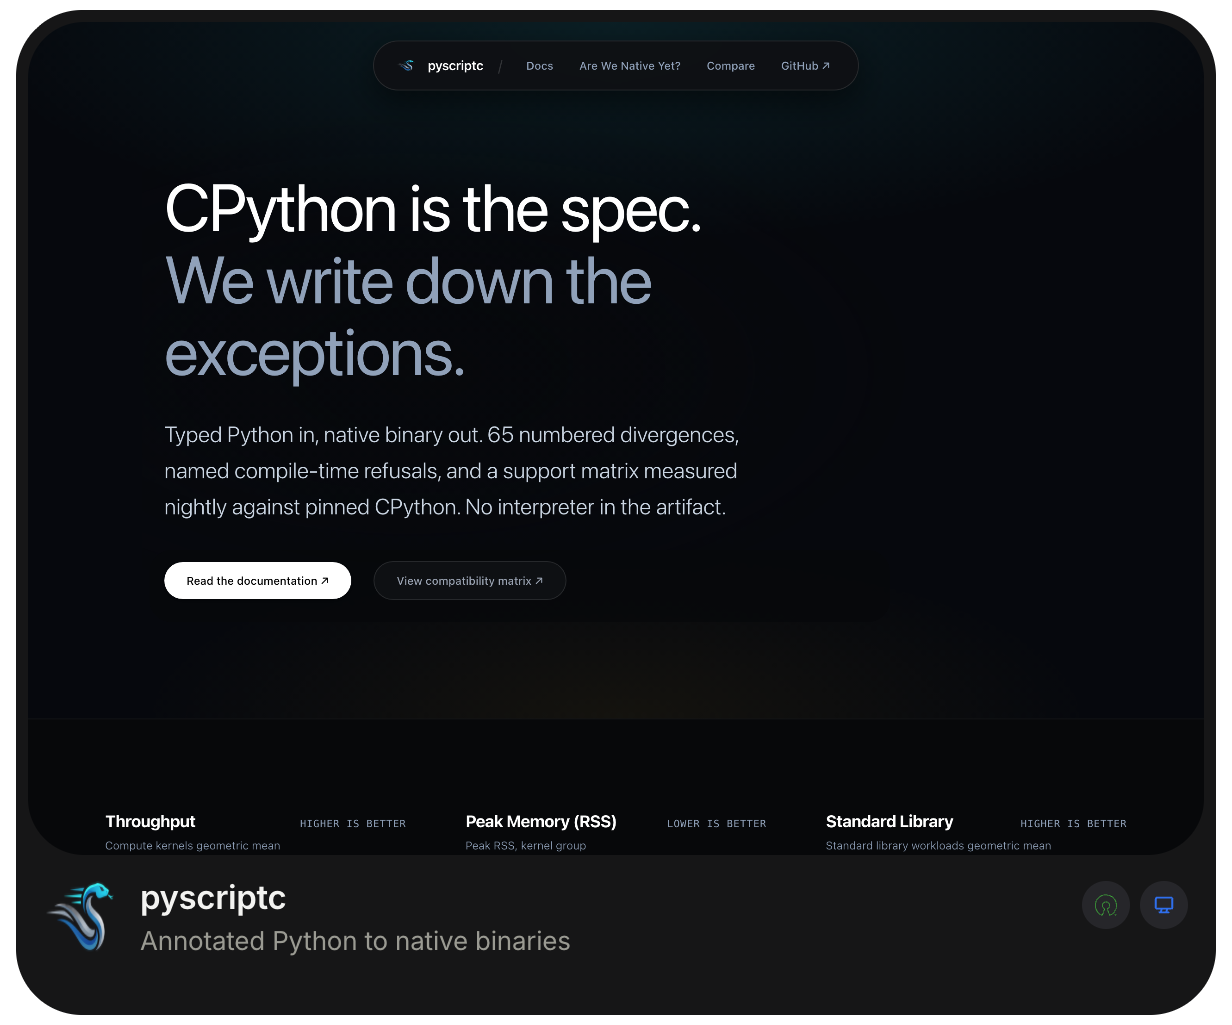 pyscriptc / Docs Are We Native Yet? Compare GitHub ↗
CPython is the spec.
We write down the
exceptions.
Typed Python in, native binary out. 65 numbered divergences,
named compile-time refusals, and a support matrix measured
nightly against pinned CPython. No interpreter in the artifact.
Read the documentation ↗ View compatibility matrix ↗
Throughput HIGHER IS BETTER
Compute kernels geometric mean
Peak Memory (RSS) LOWER IS BETTER
Peak RSS, kernel group
Standard Library HIGHER IS BETTER
Standard library workloads geometric mean
pyscriptc
Annotated Python to native binaries